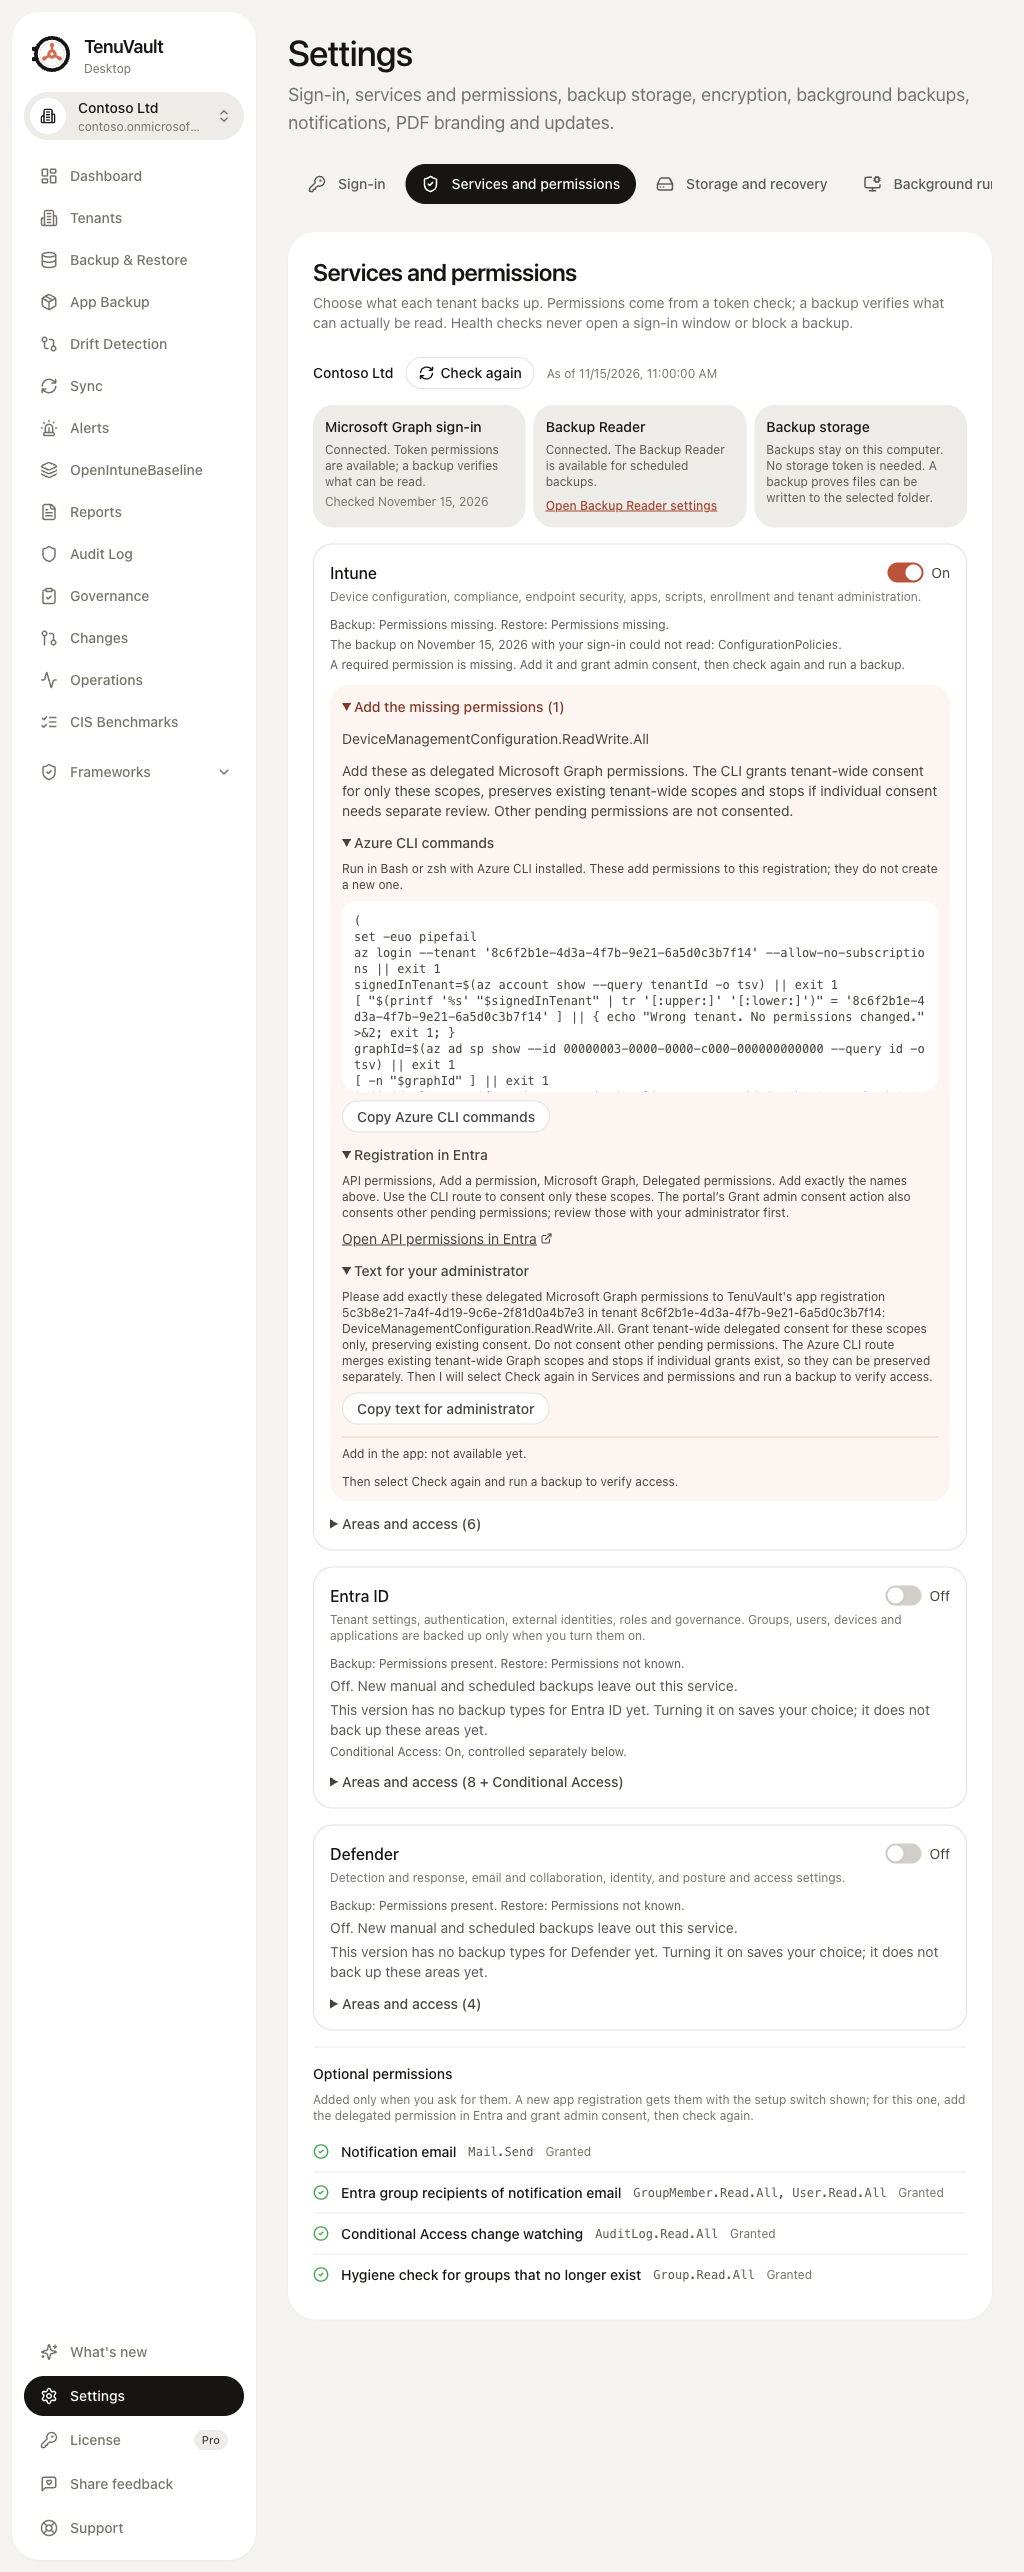 TenuVault
Desktop
Contoso Ltd
contoso.onmicrosof...
Dashboard
Tenants
Backup & Restore
App Backup
Drift Detection
Sync
Alerts
OpenIntuneBaseline
Reports
Audit Log
Governance
Changes
Operations
CIS Benchmarks
Frameworks
What's new
Settings
License
Pro
Share feedback
Support
Settings
Sign-in, services and permissions, backup storage, encryption, background backups,
notifications, PDF branding and updates.
Sign-in
Services and permissions
Storage and recovery
Background rur
Services and permissions
Choose what each tenant backs up. Permissions come from a token check; a backup verifies what
can actually be read. Health checks never open a sign-in window or block a backup.
Contoso Ltd
Check again
As of 11/15/2026, 11:00:00 AM
Microsoft Graph sign-in
Connected. Token permissions
are available; a backup verifies
what can be read.
Checked November 15, 2026
Backup Reader
Connected. The Backup Reader
is available for scheduled
backups.
Open Backup Reader settings
Backup storage
Backups stay on this computer.
No storage token is needed. A
backup proves files can be
written to the selected folder.
Intune
On
Device configuration, compliance, endpoint security, apps, scripts, enrollment and tenant administration.
Backup: Permissions missing. Restore: Permissions missing.
The backup on November 15, 2026 with your sign-in could not read: ConfigurationPolicies.
A required permission is missing. Add it and grant admin consent, then check again and run a backup.
Add the missing permissions (1)
DeviceManagementConfiguration.ReadWrite.All
Add these as delegated Microsoft Graph permissions. The CLI grants tenant-wide consent
for only these scopes, preserves existing tenant-wide scopes and stops if individual consent
needs separate review. Other pending permissions are not consented.
Azure CLI commands
Run in Bash or zsh with Azure CLI installed. These add permissions to this registration; they do not create
a new one.
(
set -euo pipefail
az login --tenant '8c6f2b1e-4d3a-4f7b-9e21-6a5d0c3b7f14' --allow-no-subscriptio
ns || exit 1
signedInTenant=$(az account show --query tenantId -o tsv) || exit 1
[ "$(printf '%s' "$signedInTenant" | tr '[:upper:]' '[:lower:]')" = '8c6f2b1e-4
d3a-4f7b-9e21-6a5d0c3b7f14' ] || { echo "Wrong tenant. No permissions changed."
>&2; exit 1; }
graphId=$(az ad sp show --id 00000003-0000-0000-c000-000000000000 --query id -o
tsv) || exit 1
[ -n "$graphId" ] || exit 1
Copy Azure CLI commands
Registration in Entra
API permissions, Add a permission, Microsoft Graph, Delegated permissions. Add exactly the names
above. Use the CLI route to consent only these scopes. The portal's Grant admin consent action also
consents other pending permissions; review those with your administrator first.
Open API permissions in Entra
Text for your administrator
Please add exactly these delegated Microsoft Graph permissions to TenuVault's app registration
5c3b8e21-7a4f-4d19-9c6e-2f81d0a4b7e3 in tenant 8c6f2b1e-4d3a-4f7b-9e21-6a5d0c3b7f14:
DeviceManagementConfiguration.ReadWrite.All. Grant tenant-wide delegated consent for these scopes
only, preserving existing consent. Do not consent other pending permissions. The Azure CLI route
merges existing tenant-wide Graph scopes and stops if individual grants exist, so they can be preserved
separately. Then I will select Check again in Services and permissions and run a backup to verify access.
Copy text for administrator
Add in the app: not available yet.
Then select Check again and run a backup to verify access.
Areas and access (6)
Entra ID
Off
Tenant settings, authentication, external identities, roles and governance. Groups, users, devices and
applications are backed up only when you turn them on.
Backup: Permissions present. Restore: Permissions not known.
Off. New manual and scheduled backups leave out this service.
This version has no backup types for Entra ID yet. Turning it on saves your choice; it does not
back up these areas yet.
Conditional Access: On, controlled separately below.
Areas and access (8 + Conditional Access)
Defender
Off
Detection and response, email and collaboration, identity, and posture and access settings.
Backup: Permissions present. Restore: Permissions not known.
Off. New manual and scheduled backups leave out this service.
This version has no backup types for Defender yet. Turning it on saves your choice; it does not
back up these areas yet.
Areas and access (4)
Optional permissions
Added only when you ask for them. A new app registration gets them with the setup switch shown; for this one, add
the delegated permission in Entra and grant admin consent, then check again.
Notification email Mail.Send Granted
Entra group recipients of notification email GroupMember.Read.All, User.Read.All Granted
Conditional Access change watching AuditLog.Read.All Granted
Hygiene check for groups that no longer exist Group.Read.All Granted